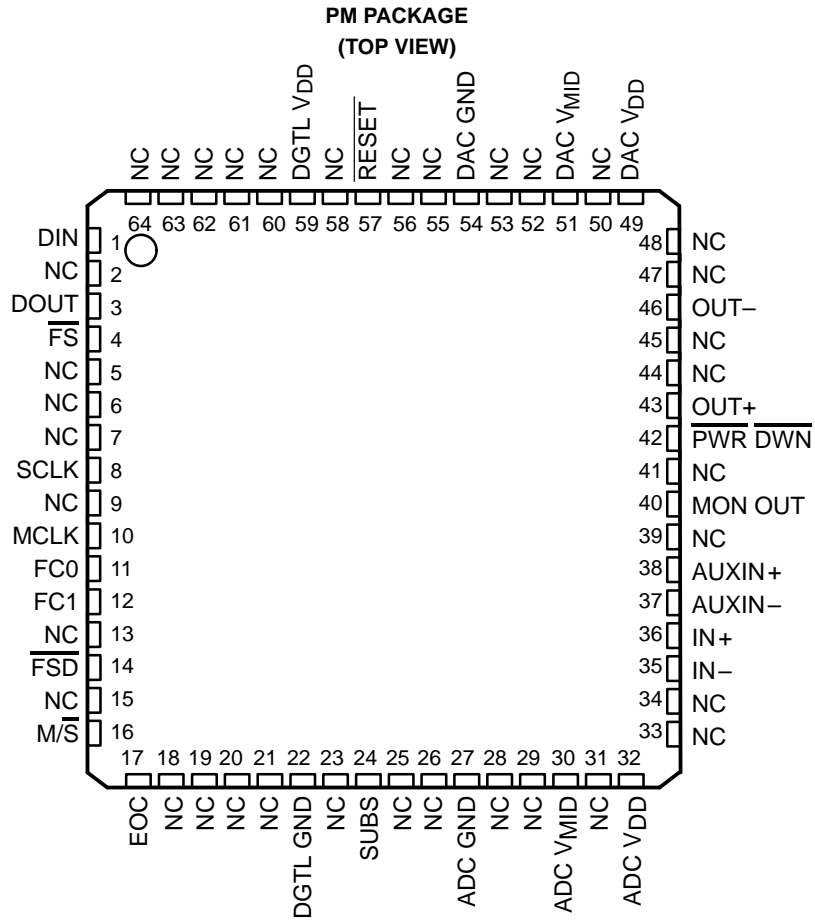 PM PACKAGE
(TOP VIEW)
NC
NC
NC
NC
NC
DGTL VDD
NC
RESET
NC
NC
DAC GND
NC
NC
DAC VMID
NC
DAC VDD
64 63 62 61 60 59 58 57 56 55 54 53 52 51 50 49
DIN 1
NC 2
DOUT 3
FS 4
NC 5
NC 6
NC 7
SCLK 8
NC 9
MCLK 10
FC0 11
FC1 12
NC 13
FSD 14
NC 15
M/S 16
48 NC
47 NC
46 OUT–
45 NC
44 NC
43 OUT+
42 PWR DWN
41 NC
40 MON OUT
39 NC
38 AUXIN+
37 AUXIN–
36 IN+
35 IN–
34 NC
33 NC
17 18 19 20 21 22 23 24 25 26 27 28 29 30 31 32
EOC
NC
NC
NC
NC
DGTL GND
NC
SUBS
NC
NC
ADC GND
NC
NC
ADC VMID
NC
ADC VDD